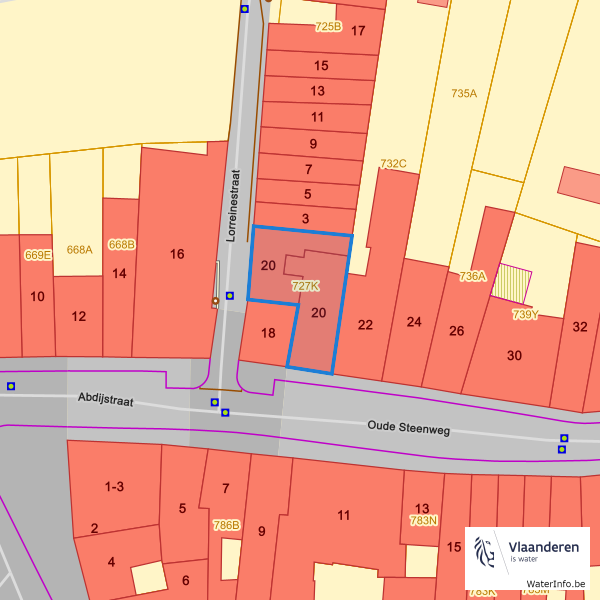 725B
17
15
13
735A
11
9
7
732C
5
3
Lorreinestraat
669E
668A
668B
16
20
727K
736A
14
10
12
20
739Y
18
22
24
26
30
32
Abdijstraat
Oude Steenweg
1-3
7
5
786B
2
9
11
13
783N
15
4
6
783K
785M
Vlaanderen
is water
WaterInfo.be